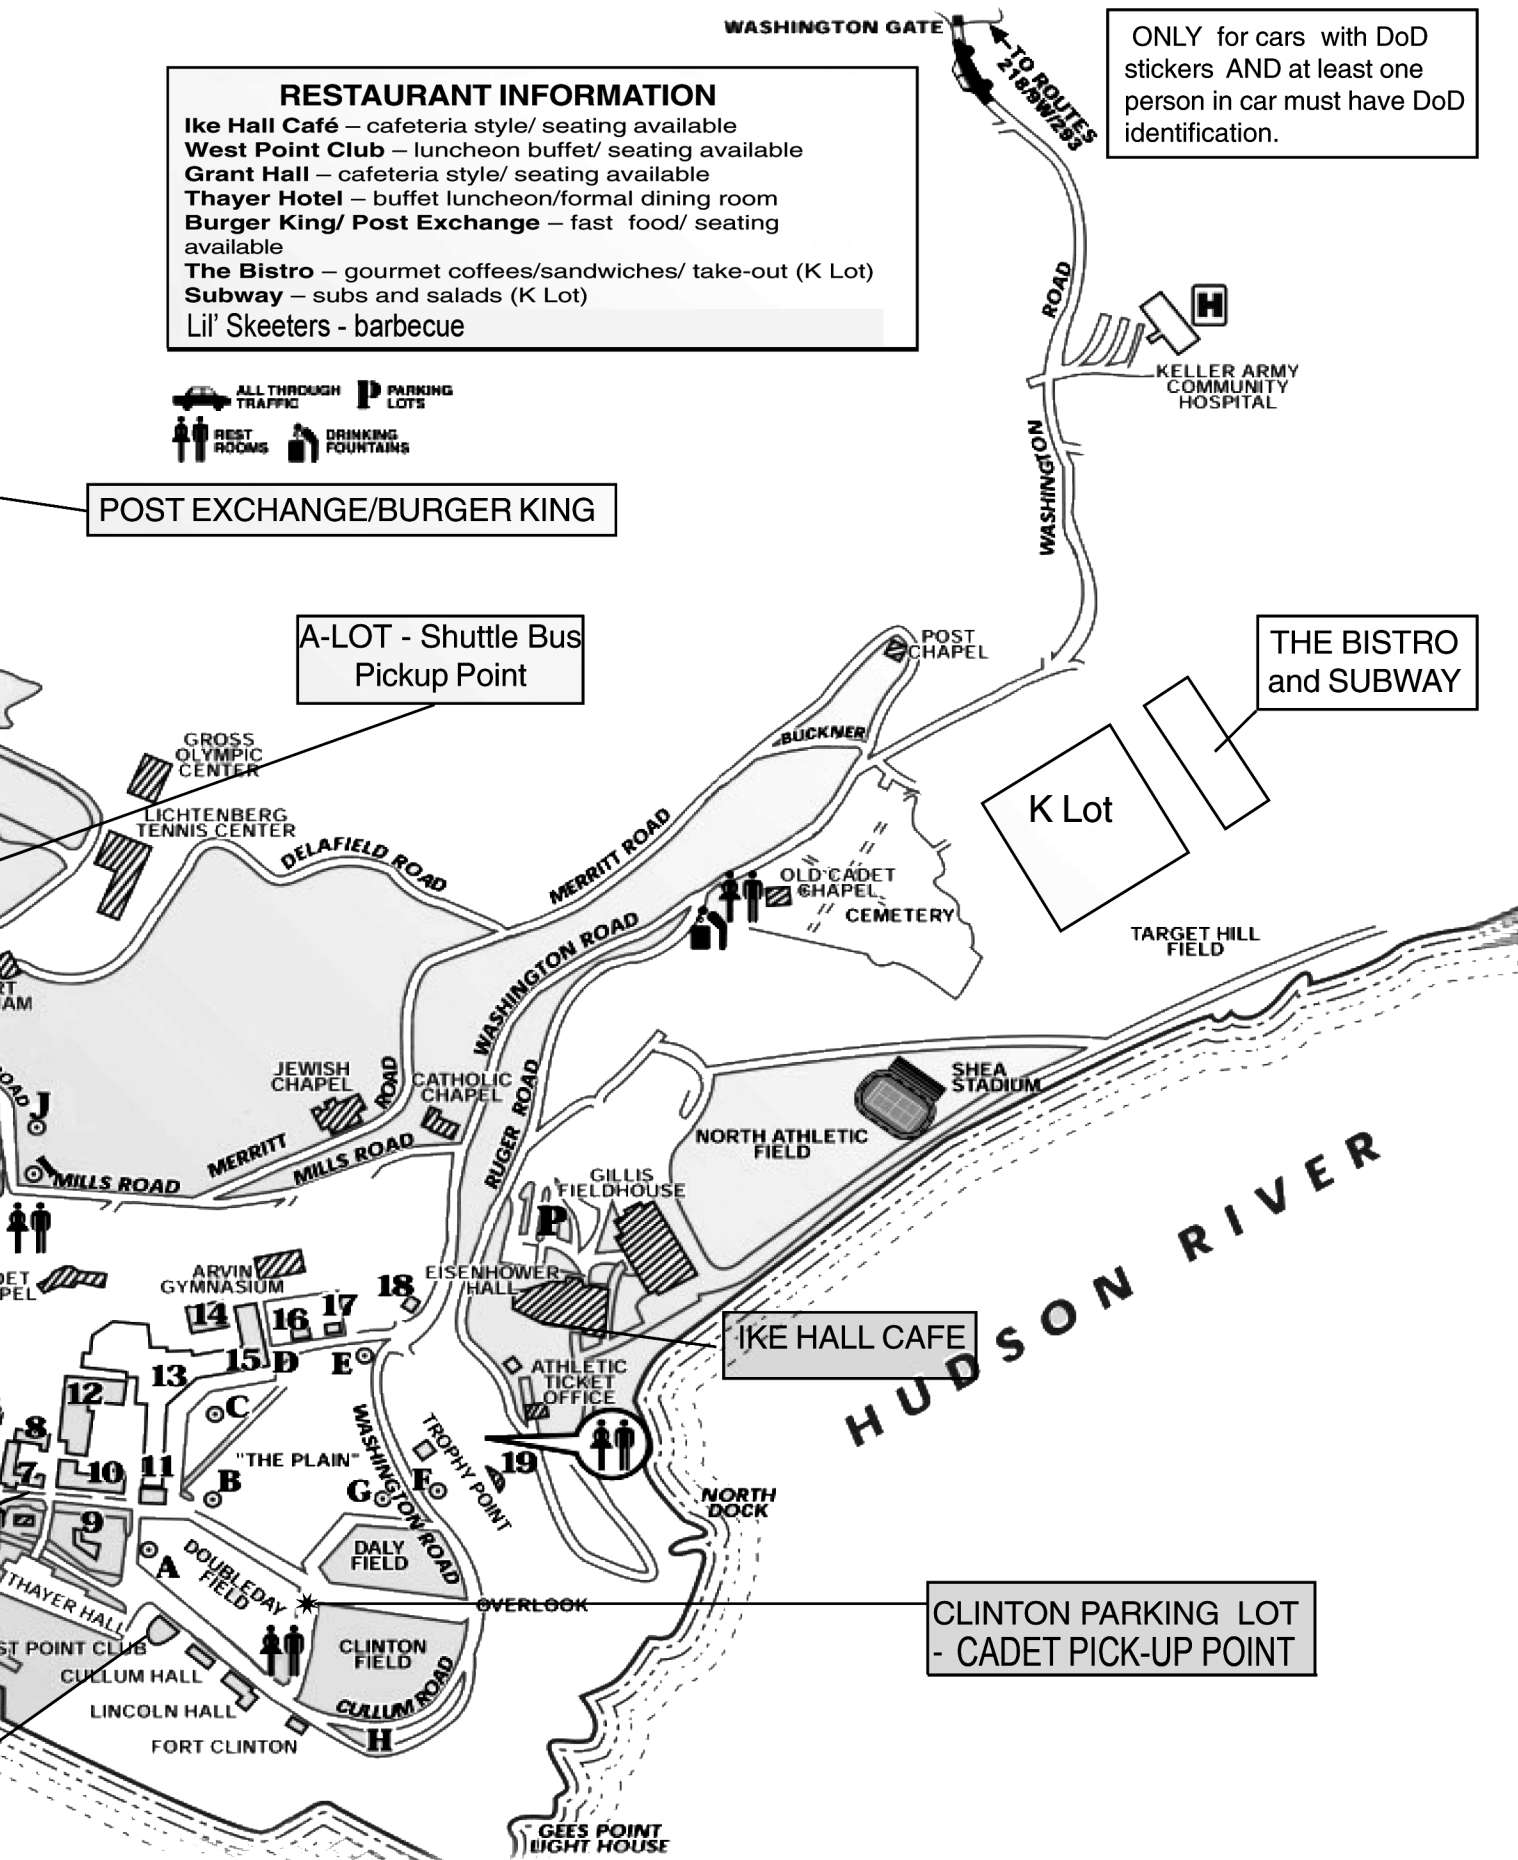 WASHINGTON GATE
TO ROUTES
218/9W/293
ONLY for cars with DoD
stickers AND at least one
person in car must have DoD
identification.
RESTAURANT INFORMATION
Ike Hall Café – cafeteria style/ seating available
West Point Club – luncheon buffet/ seating available
Grant Hall – cafeteria style/ seating available
Thayer Hotel – buffet luncheon/formal dining room
Burger King/ Post Exchange – fast food/ seating
available
The Bistro – gourmet coffees/sandwiches/ take-out (K Lot)
Subway – subs and salads (K Lot)
Lil' Skeeters - barbecue
ALL THROUGH
TRAFFIC
P
PARKING
LOTS
REST
ROOMS
DRINKING
FOUNTAINS
ROAD
H
KELLER ARMY
COMMUNITY
HOSPITAL
WASHINGTON
POST EXCHANGE/BURGER KING
A-LOT - Shuttle Bus
Pickup Point
POST
CHAPEL
THE BISTRO
and SUBWAY
BUCKNER
GROSS
OLYMPIC
CENTER
LICHTENBERG
TENNIS CENTER
K Lot
DELAFIELD ROAD
MERRITT ROAD
OLD CADET
CHAPEL
CEMETERY
WASHINGTON ROAD
TARGET HILL
FIELD
RT
AM
OAD
J
JEWISH
CHAPEL
ROAD
CATHOLIC
CHAPEL
RUGER ROAD
SHEA
STADIUM
NORTH ATHLETIC
FIELD
MERRITT
MILLS ROAD
I
MILLS ROAD
GILLIS
FIELDHOUSE
P
HUDSON RIVER
DET
PEL
ARVIN
GYMNASIUM
EISENHOWER
HALL
18
14
16
17
IKE HALL CAFE
15
D
E
13
ATHLETIC
TICKET
OFFICE
12
C
8
WASHINGTON ROAD
TROPHY POINT
"THE PLAIN"
7
10
11
19
B
G
F
NORTH
DOCK
9
A
DOUBLEDAY
FIELD
DALY
FIELD
THAYER HALL
OVERLOOK
CLINTON PARKING LOT
- CADET PICK-UP POINT
ST POINT CLUB
CULLUM HALL
CLINTON
FIELD
CULLUM ROAD
LINCOLN HALL
H
FORT CLINTON
GEES POINT
LIGHT HOUSE